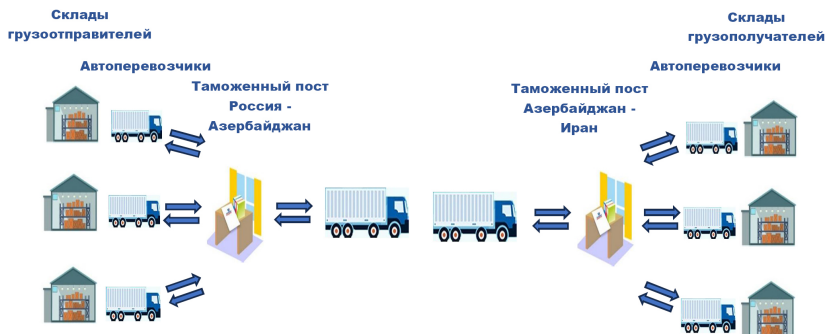 Склады
грузоотправителей
Автоперевозчики
Таможенный пост
Россия -
Азербайджан
Склады
грузополучателей
Автоперевозчики
Таможенный пост
Азербайджан -
Иран